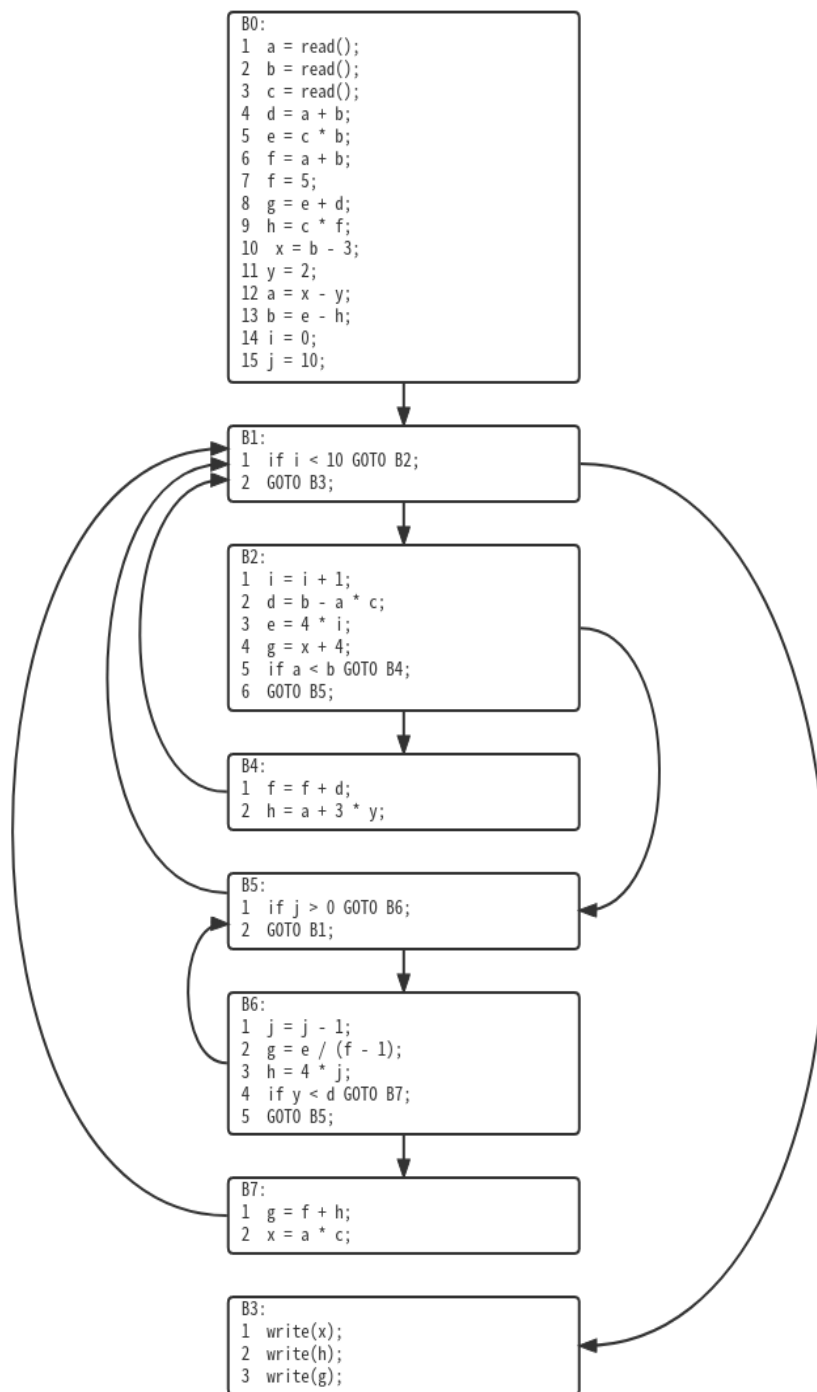 B0:
1 a = read();
2 b = read();
3 c = read();
4 d = a + b;
5 e = c * b;
6 f = a + b;
7 f = 5;
8 g = e + d;
9 h = c * f;
10 x = b - 3;
11 y = 2;
12 a = x - y;
13 b = e - h;
14 i = 0;
15 j = 10;
B1:
1 if i < 10 GOTO B2;
2 GOTO B3;
B2:
1 i = i + 1;
2 d = b - a * c;
3 e = 4 * i;
4 g = x + 4;
5 if a < b GOTO B4;
6 GOTO B5;
B4:
1 f = f + d;
2 h = a + 3 * y;
B5:
1 if j > 0 GOTO B6;
2 GOTO B1;
B6:
1 j = j - 1;
2 g = e / (f - 1);
3 h = 4 * j;
4 if y < d GOTO B7;
5 GOTO B5;
B7:
1 g = f + h;
2 x = a * c;
B3:
1 write(x);
2 write(h);
3 write(g);